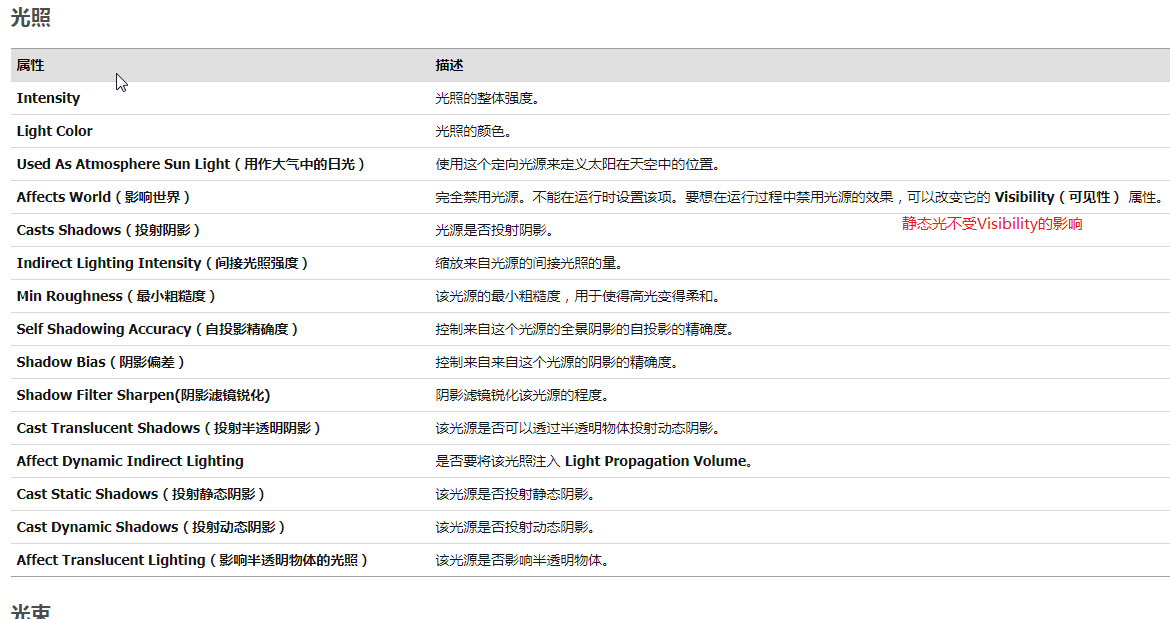 光照
属性 描述
Intensity 光照的整体强度。
Light Color 光照的颜色。
Used As Atmosphere Sun Light ( 用作大气中的日光 ) 使用这个定向光源来定义太阳在天空中的位置。
Affects World ( 影响世界 ) 完全禁用光源。不能在运行时设置该项。要想在运行过程中禁用光源的效果，可以改变它的 Visibility ( 可见性 ) 属性。
静态光不受Visibility的影响
Casts Shadows ( 投射阴影 ) 光源是否投射阴影。
Indirect Lighting Intensity ( 间接光照强度 ) 缩放来自光源的间接光照的量。
Min Roughness ( 最小粗糙度 ) 该光源的最小粗糙度，用于使得高光变得柔和。
Self Shadowing Accuracy ( 自投影精确度 ) 控制来自这个光源的全景阴影的自投影的精确度。
Shadow Bias ( 阴影偏差 ) 控制来自来自这个光源的阴影的精确度。
Shadow Filter Sharpen(阴影滤镜锐化) 阴影滤镜锐化该光源的程度。
Cast Translucent Shadows ( 投射半透明阴影 ) 该光源是否可以透过半透明物体投射动态阴影。
Affect Dynamic Indirect Lighting 是否要将该光照注入 Light Propagation Volume。
Cast Static Shadows ( 投射静态阴影 ) 该光源是否投射静态阴影。
Cast Dynamic Shadows ( 投射动态阴影 ) 该光源是否投射动态阴影。
Affect Translucent Lighting ( 影响半透明物体的光照 ) 该光源是否影响半透明物体。
光束